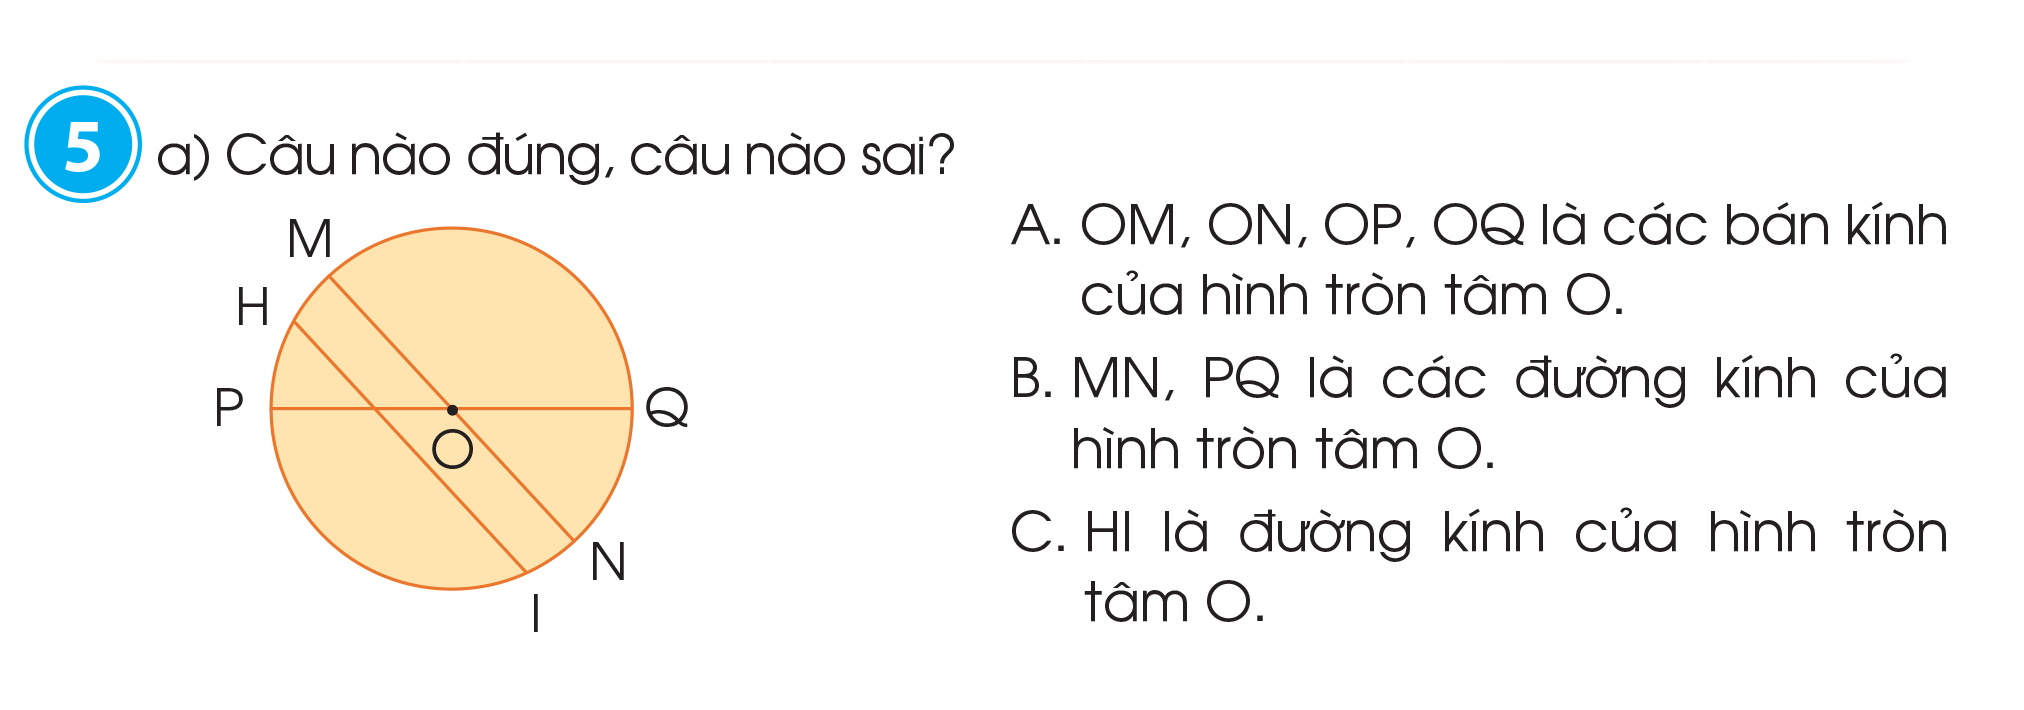 5 a) Câu nào đúng, câu nào sai?
M
H
P
Q
O
N
I
A. OM, ON, OP, OQ là các bán kính
của hình tròn tâm O.
B. MN, PQ là các đường kính của
hình tròn tâm O.
C. HI là đường kính của hình tròn
tâm O.